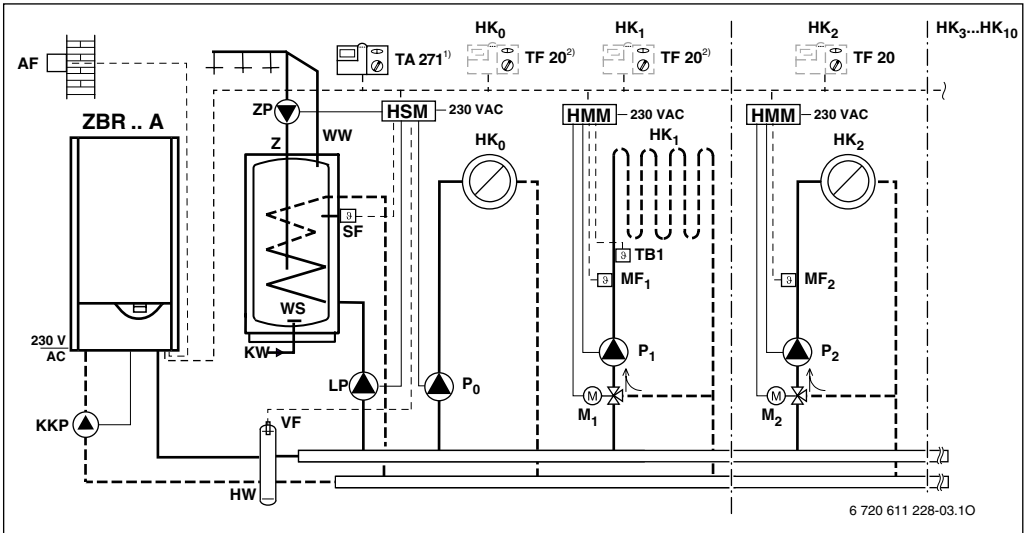 HK0
HK1
HK2
HK3...HK10
AF
TA 271 1)
TF 20 2)
TF 20 2)
TF 20
ZBR .. A
ZP
HSM
230 VAC
HMM
230 VAC
HMM
230 VAC
WW
Z
HK0
HK1
HK2
ϑ
SF
ϑ
TB1
ϑ
MF1
ϑ
MF2
WS
230 V
AC
KW
P1
P2
LP
P0
M
M1
M
M2
KKP
VF
HW
6 720 611 228-03.1O